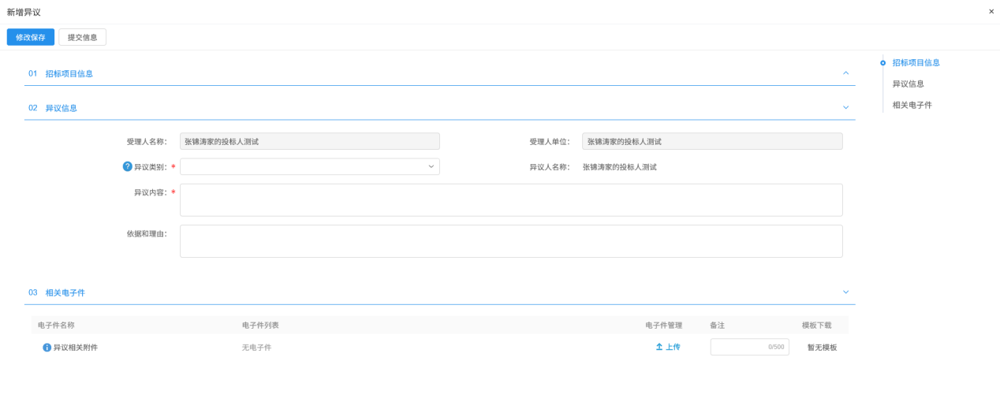 新增异议 ×
修改保存 提交信息
01 招标项目信息
招标项目信息
异议信息
相关电子件
02 异议信息
受理人名称: 张锦涛家的投标人测试 受理人单位: 张锦涛家的投标人测试
? 异议类别: * 异议人名称: 张锦涛家的投标人测试
异议内容: *
依据和理由:
03 相关电子件
电子件名称 电子件列表 电子件管理 备注 模板下载
异议相关附件 无电子件 上传 0/500 暂无模板